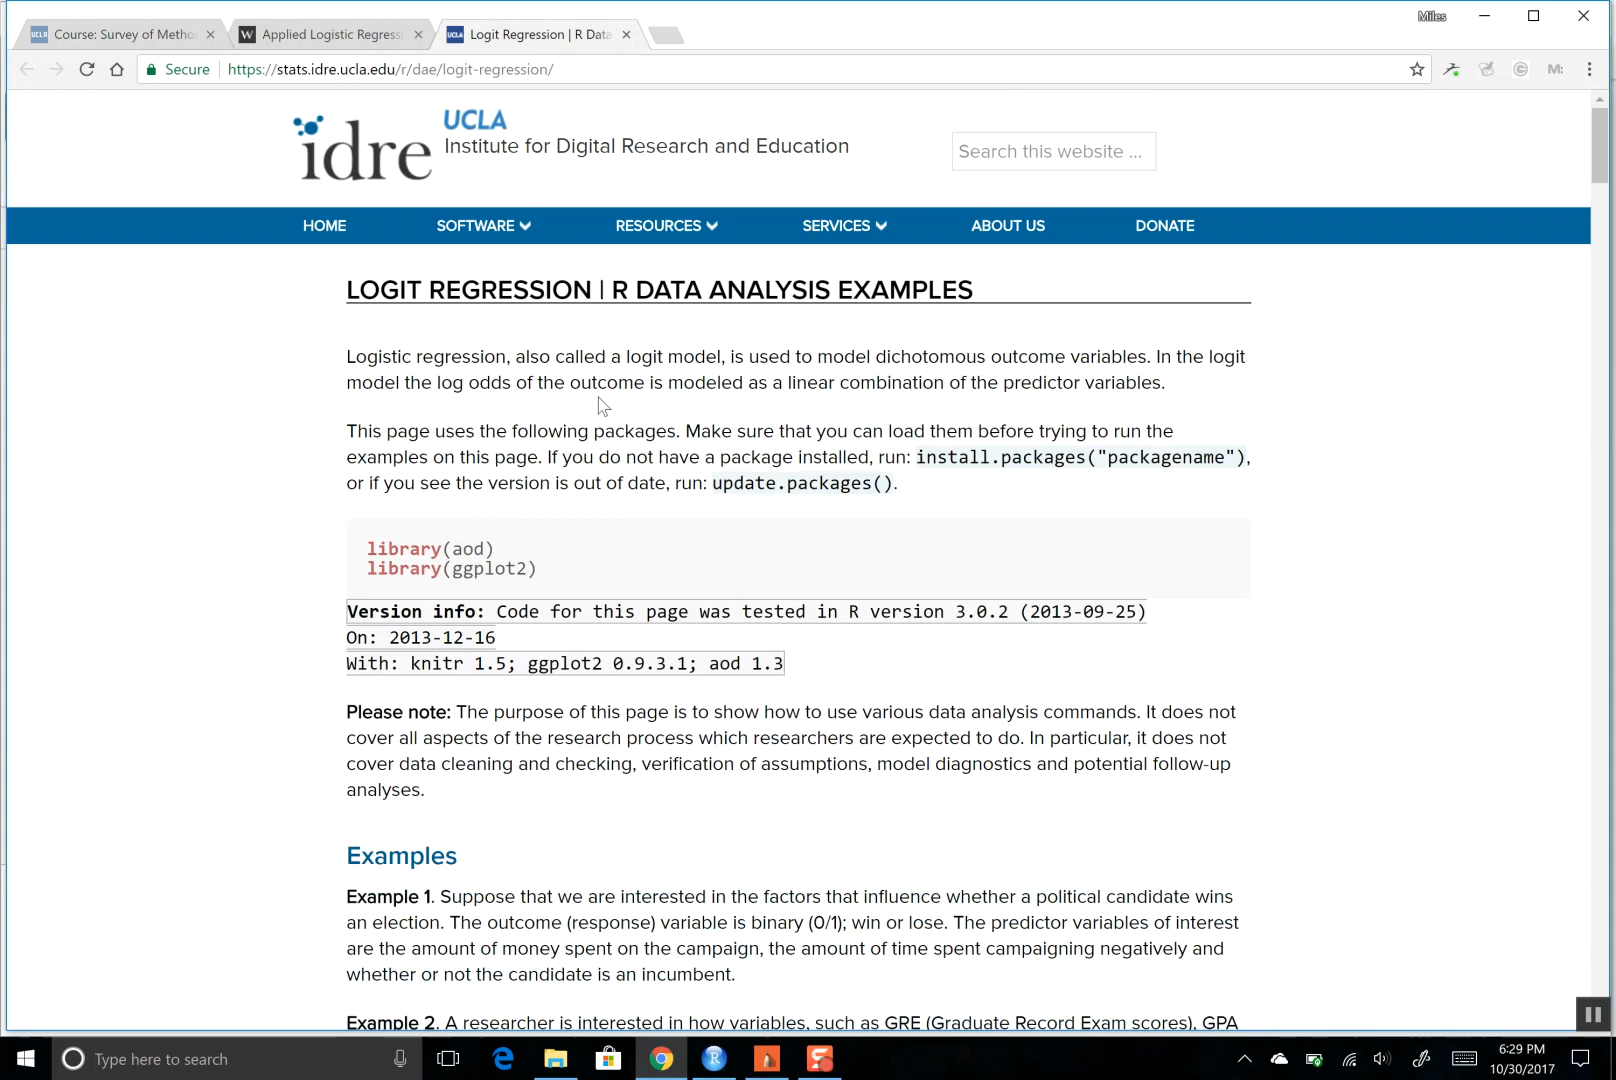 Miles
Course: Survey of Metho
Applied Logistic Regress
Logit Regression | R Data
Secure
https://stats.idre.ucla.edu/r/dae/logit-regression/
idre
UCLA
Institute for Digital Research and Education
Search this website ...
HOME
SOFTWARE
RESOURCES
SERVICES
ABOUT US
DONATE
LOGIT REGRESSION | R DATA ANALYSIS EXAMPLES
Logistic regression, also called a logit model, is used to model dichotomous outcome variables. In the logit
model the log odds of the outcome is modeled as a linear combination of the predictor variables.
This page uses the following packages. Make sure that you can load them before trying to run the
examples on this page. If you do not have a package installed, run: install.packages("packagename"),
or if you see the version is out of date, run: update.packages().
library(aod)
library(ggplot2)
Version info: Code for this page was tested in R version 3.0.2 (2013-09-25)
On: 2013-12-16
With: knitr 1.5; ggplot2 0.9.3.1; aod 1.3
Please note: The purpose of this page is to show how to use various data analysis commands. It does not
cover all aspects of the research process which researchers are expected to do. In particular, it does not
cover data cleaning and checking, verification of assumptions, model diagnostics and potential follow-up
analyses.
Examples
Example 1. Suppose that we are interested in the factors that influence whether a political candidate wins
an election. The outcome (response) variable is binary (0/1); win or lose. The predictor variables of interest
are the amount of money spent on the campaign, the amount of time spent campaigning negatively and
whether or not the candidate is an incumbent.
Example 2. A researcher is interested in how variables, such as GRE (Graduate Record Exam scores), GPA
Type here to search
6:29 PM
10/30/2017